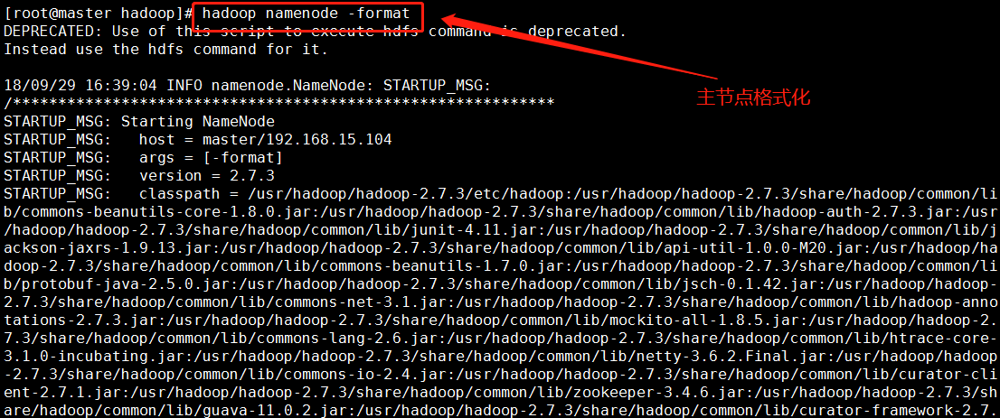 [root@master hadoop]# hadoop namenode -format
DEPRECATED: Use of this script to execute hdfs command is deprecated.
Instead use the hdfs command for it.
18/09/29 16:39:04 INFO namenode.NameNode: STARTUP_MSG:
主节点格式化
/************************************************************
STARTUP_MSG: Starting NameNode
STARTUP_MSG:   host = master/192.168.15.104
STARTUP_MSG:   args = [-format]
STARTUP_MSG:   version = 2.7.3
STARTUP_MSG:   classpath = /usr/hadoop/hadoop-2.7.3/etc/hadoop:/usr/hadoop/hadoop-2.7.3/share/hadoop/common/li
b/commons-beanutils-core-1.8.0.jar:/usr/hadoop/hadoop-2.7.3/share/hadoop/common/lib/hadoop-auth-2.7.3.jar:/usr
/hadoop/hadoop-2.7.3/share/hadoop/common/lib/junit-4.11.jar:/usr/hadoop/hadoop-2.7.3/share/hadoop/common/lib/j
ackson-jaxrs-1.9.13.jar:/usr/hadoop/hadoop-2.7.3/share/hadoop/common/lib/api-util-1.0.0-M20.jar:/usr/hadoop/ha
doop-2.7.3/share/hadoop/common/lib/commons-beanutils-1.7.0.jar:/usr/hadoop/hadoop-2.7.3/share/hadoop/common/li
b/protobuf-java-2.5.0.jar:/usr/hadoop/hadoop-2.7.3/share/hadoop/common/lib/jsch-0.1.42.jar:/usr/hadoop/hadoop-
2.7.3/share/hadoop/common/lib/commons-net-3.1.jar:/usr/hadoop/hadoop-2.7.3/share/hadoop/common/lib/hadoop-anno
tations-2.7.3.jar:/usr/hadoop/hadoop-2.7.3/share/hadoop/common/lib/mockito-all-1.8.5.jar:/usr/hadoop/hadoop-2.
7.3/share/hadoop/common/lib/commons-lang-2.6.jar:/usr/hadoop/hadoop-2.7.3/share/hadoop/common/lib/htrace-core-
3.1.0-incubating.jar:/usr/hadoop/hadoop-2.7.3/share/hadoop/common/lib/netty-3.6.2.Final.jar:/usr/hadoop/hadoop
-2.7.3/share/hadoop/common/lib/commons-io-2.4.jar:/usr/hadoop/hadoop-2.7.3/share/hadoop/common/lib/curator-cli
ent-2.7.1.jar:/usr/hadoop/hadoop-2.7.3/share/hadoop/common/lib/zookeeper-3.4.6.jar:/usr/hadoop/hadoop-2.7.3/sh
are/hadoop/common/lib/guava-11.0.2.jar:/usr/hadoop/hadoop-2.7.3/share/hadoop/common/lib/curator-framework-2.7.